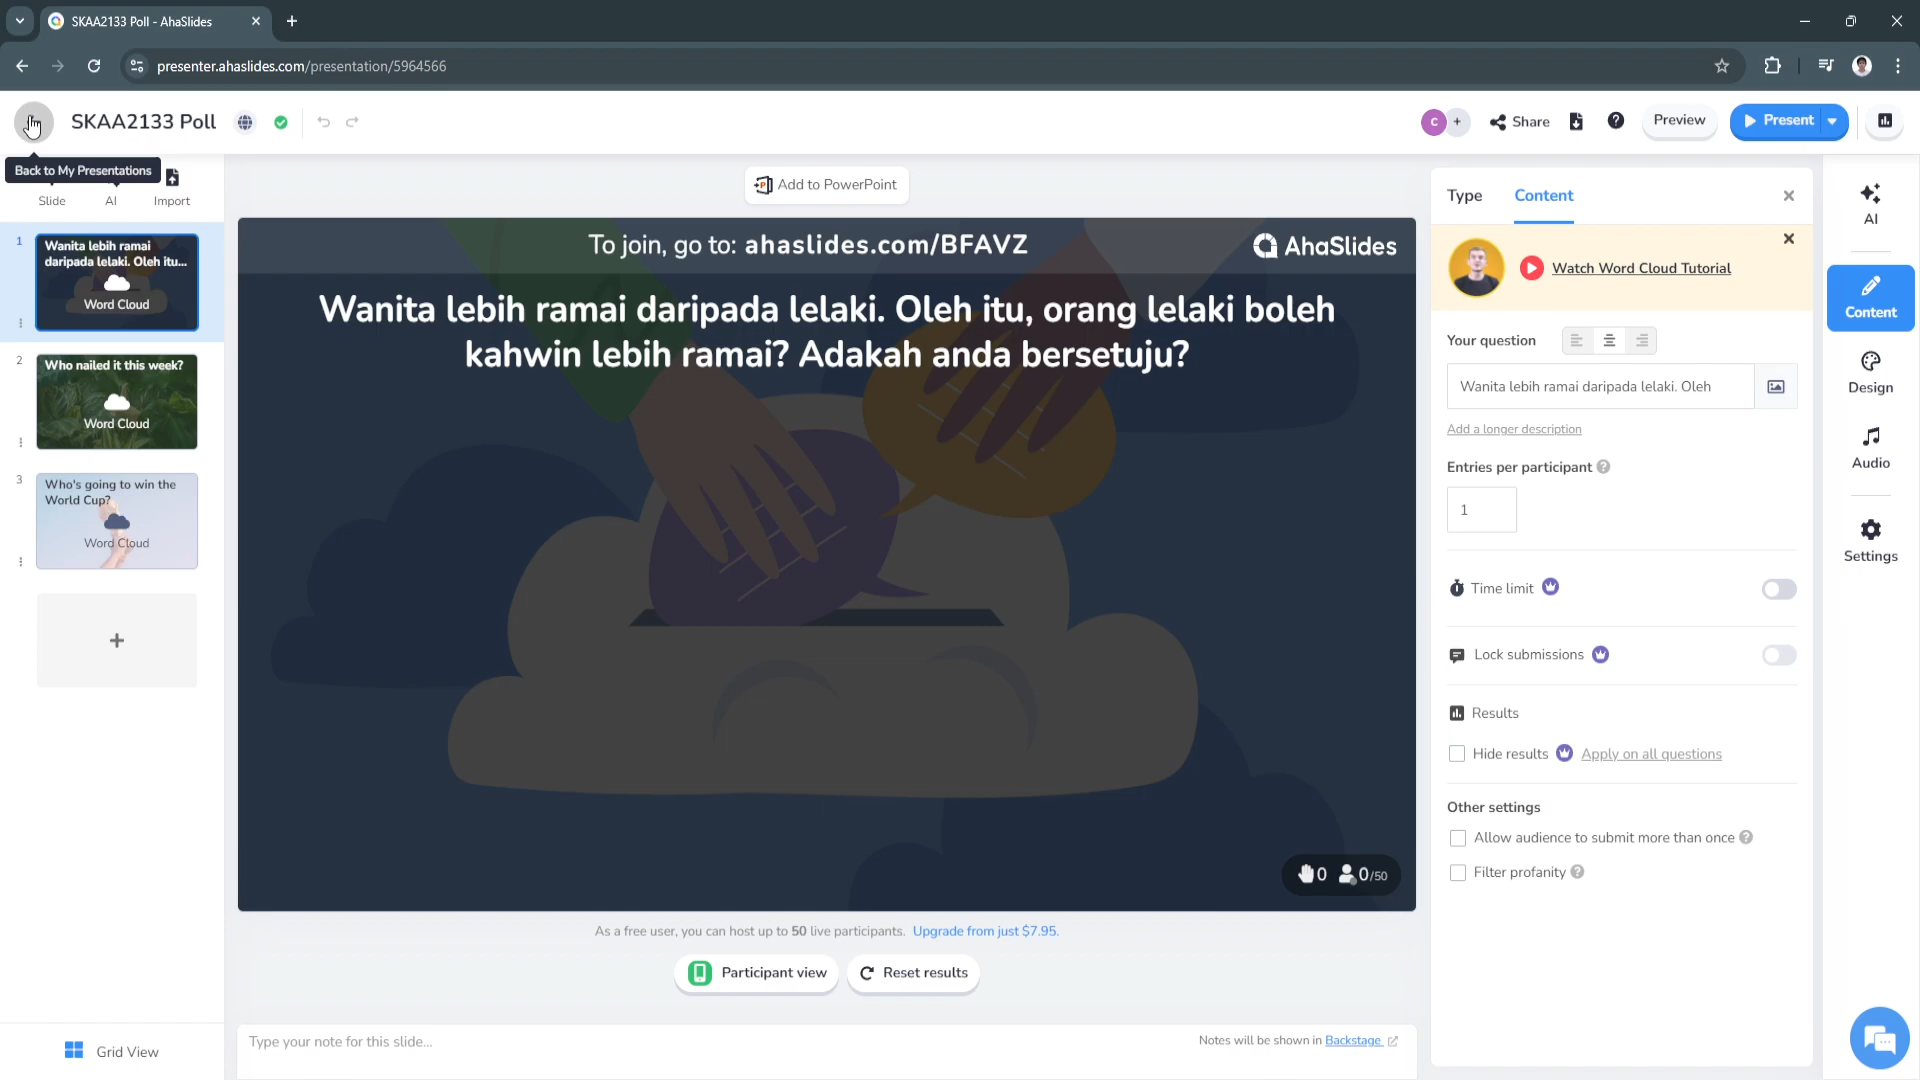 SKAA2133 Poll - AhaSlides
presenter.ahaslides.com/presentation/5964566
SKAA2133 Poll
C
+
Share
Preview
Present
Back to My Presentations
Slide
AI
Import
Add to PowerPoint
1
Wanita lebih ramai
daripada lelaki. Oleh itu...
Word Cloud
2
Who nailed it this week?
Word Cloud
3
Who's going to win the
World Cup?
Word Cloud
+
Grid View
To join, go to: ahaslides.com/BFAVZ
AhaSlides
Wanita lebih ramai daripada lelaki. Oleh itu, orang lelaki boleh
kahwin lebih ramai? Adakah anda bersetuju?
0
0/50
As a free user, you can host up to 50 live participants. Upgrade from just $7.95.
Participant view
Reset results
Type your note for this slide...
Notes will be shown in Backstage
Type
Content
Watch Word Cloud Tutorial
Your question
Wanita lebih ramai daripada lelaki. Oleh
Add a longer description
Entries per participant
1
Time limit
Lock submissions
Results
Hide results
Apply on all questions
Other settings
Allow audience to submit more than once
Filter profanity
AI
Content
Design
Audio
Settings